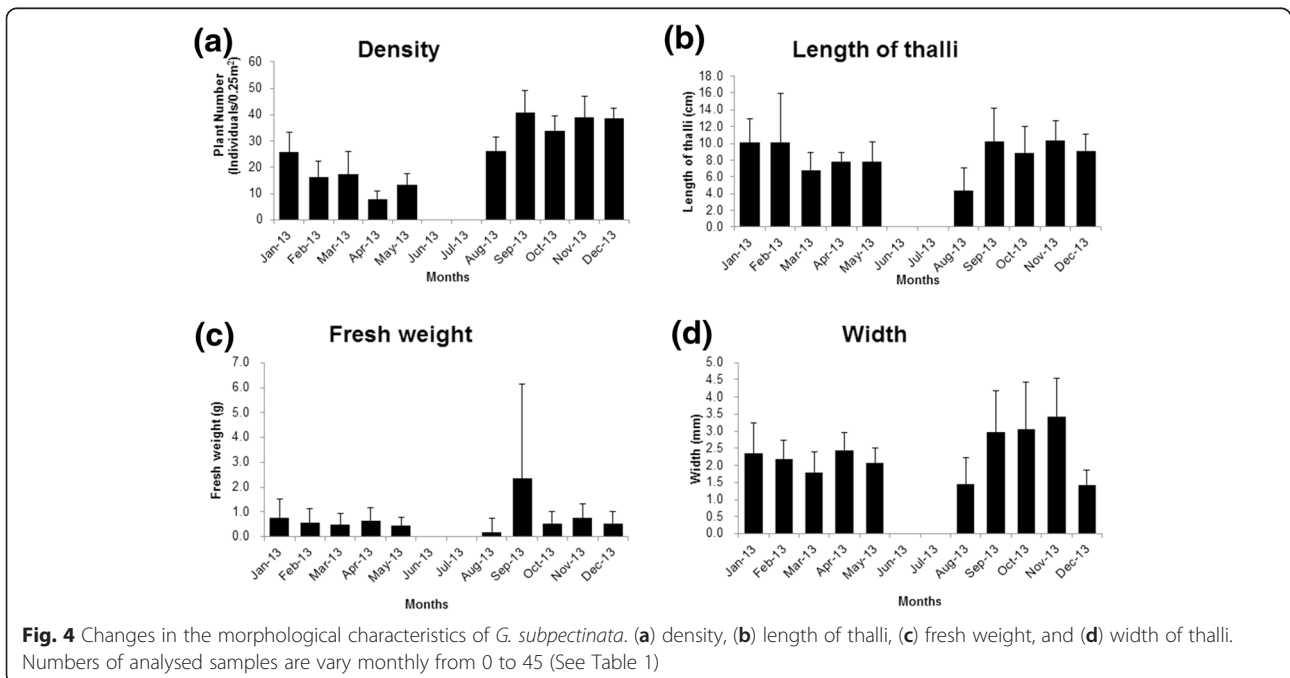 (a)
Density
Plant Number
(Individuals/0.25m²)
60
50
40
30
20
10
0
Jan-13
Feb-13
Mar-13
Apr-13
May-13
Jun-13
Jul-13
Aug-13
Sep-13
Oct-13
Nov-13
Dec-13
Months
(b)
Length of thalli
Length of thalli (cm)
18.0
16.0
14.0
12.0
10.0
8.0
6.0
4.0
2.0
0.0
Jan-13
Feb-13
Mar-13
Apr-13
May-13
Jun-13
Jul-13
Aug-13
Sep-13
Oct-13
Nov-13
Dec-13
Months
(c)
Fresh weight
Fresh weight (g)
7.0
6.0
5.0
4.0
3.0
2.0
1.0
0.0
Jan-13
Feb-13
Mar-13
Apr-13
May-13
Jun-13
Jul-13
Aug-13
Sep-13
Oct-13
Nov-13
Dec-13
Months
(d)
Width
Width (mm)
5.0
4.5
4.0
3.5
3.0
2.5
2.0
1.5
1.0
0.5
0.0
Jan-13
Feb-13
Mar-13
Apr-13
May-13
Jun-13
Jul-13
Aug-13
Sep-13
Oct-13
Nov-13
Dec-13
Months
Fig. 4 Changes in the morphological characteristics of G. subpectinata. (a) density, (b) length of thalli, (c) fresh weight, and (d) width of thalli.
Numbers of analysed samples are vary monthly from 0 to 45 (See Table 1)